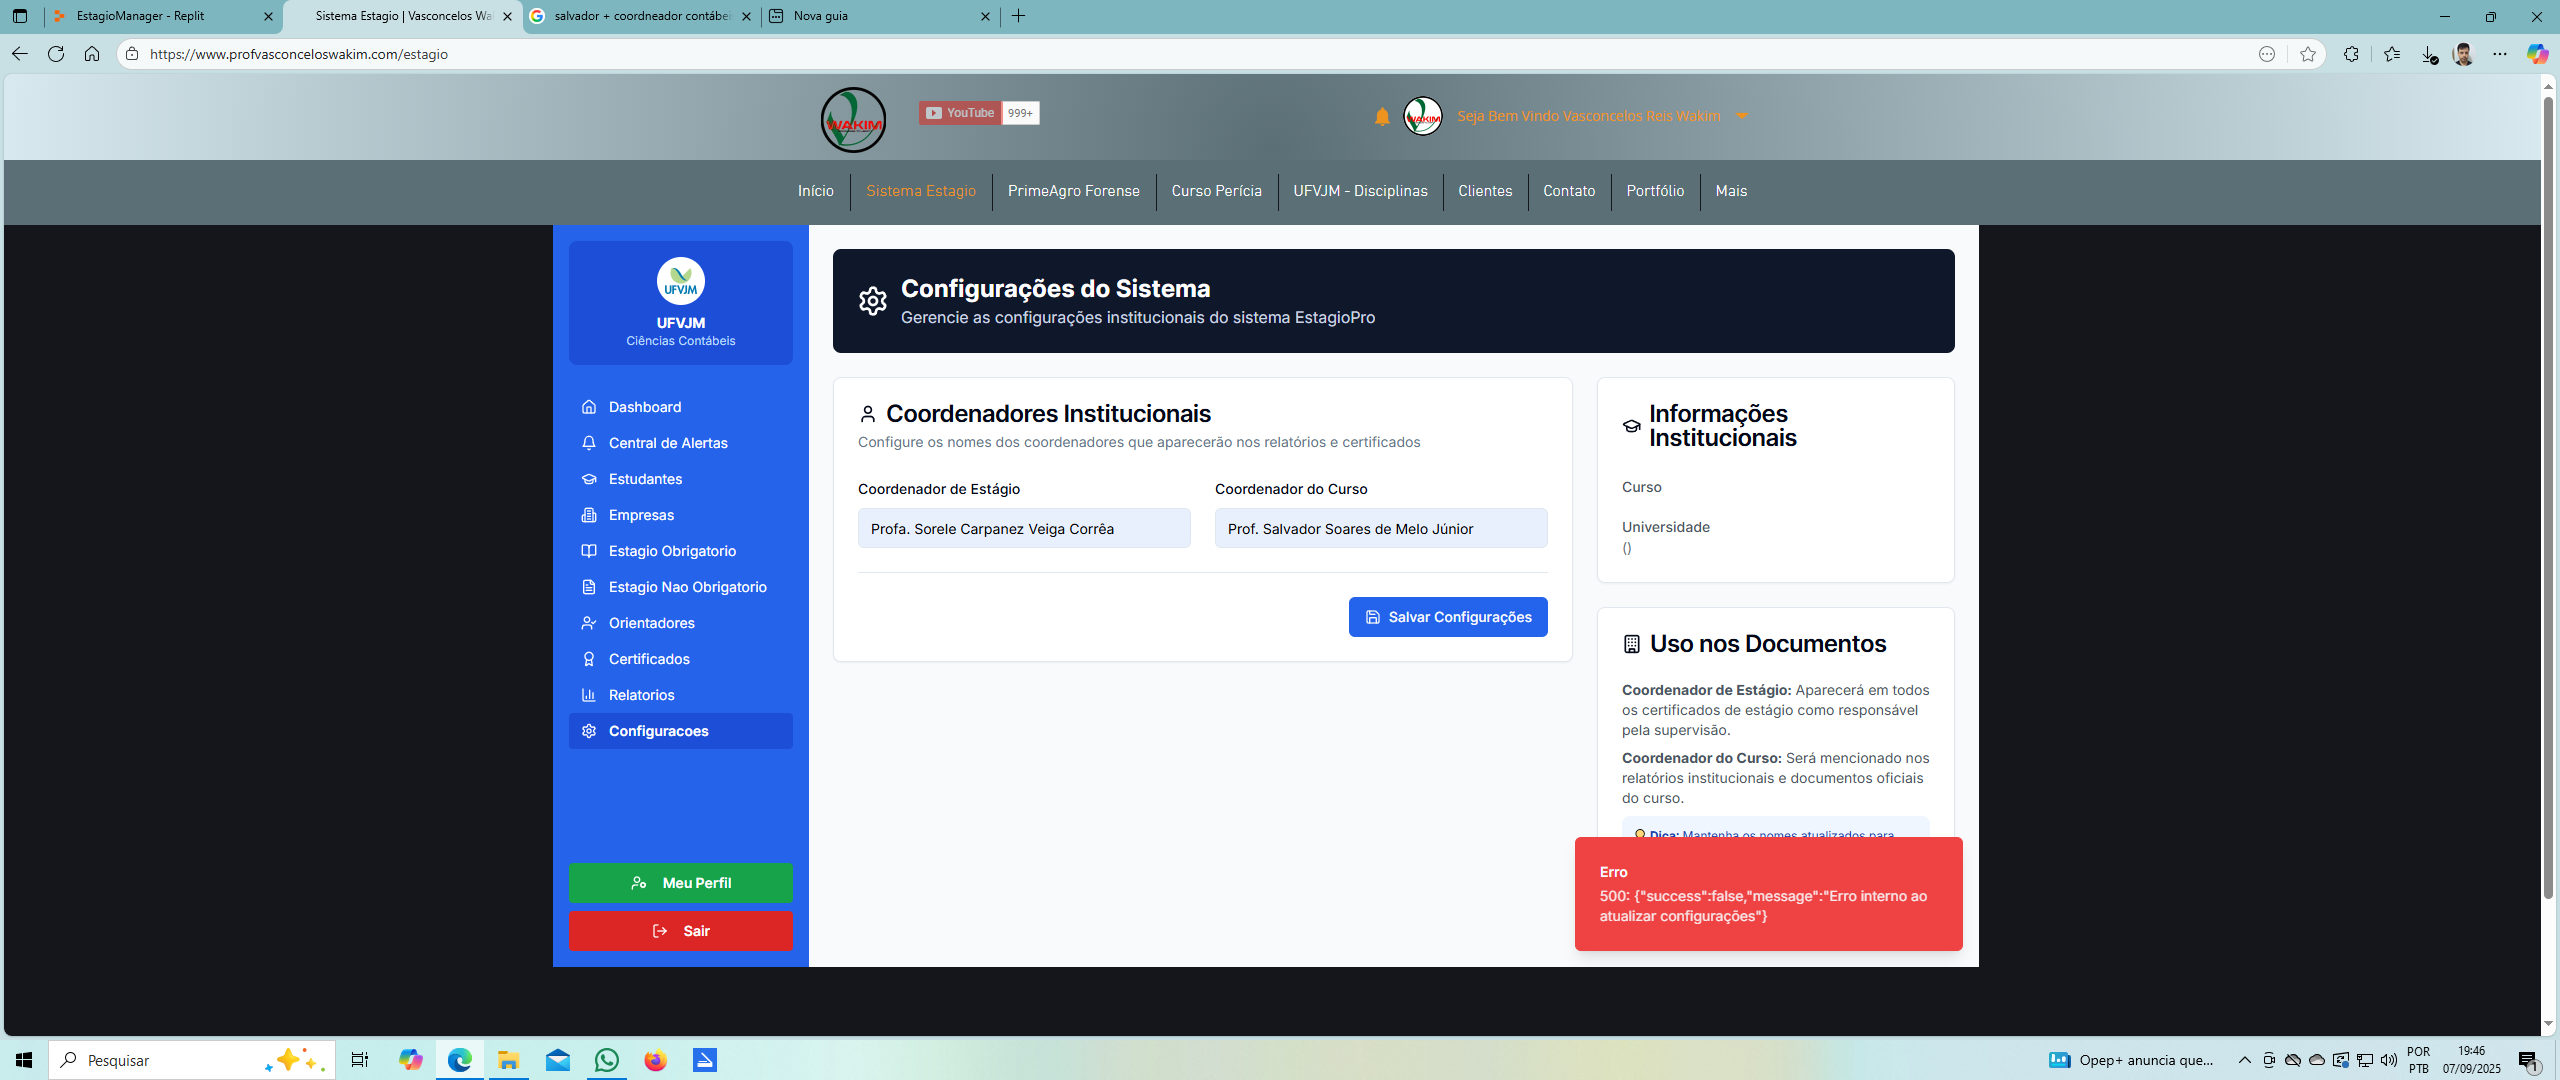 EstagioManager - Replit
Sistema Estagio | Vasconcelos Wa
salvador + coordneador contábei
Nova guia
https://www.profvasconceloswakim.com/estagio
WAKIM
YouTube
999+
WAKIM
Seja Bem Vindo Vasconcelos Reis Wakim
Início
Sistema Estagio
PrimeAgro Forense
Curso Perícia
UFVJM - Disciplinas
Clientes
Contato
Portfólio
Mais
UFVJM
UFVJM
Ciências Contábeis
Dashboard
Central de Alertas
Estudantes
Empresas
Estagio Obrigatorio
Estagio Nao Obrigatorio
Orientadores
Certificados
Relatorios
Configuracoes
Meu Perfil
Sair
Configurações do Sistema
Gerencie as configurações institucionais do sistema EstagioPro
Coordenadores Institucionais
Configure os nomes dos coordenadores que aparecerão nos relatórios e certificados
Coordenador de Estágio
Coordenador do Curso
Profa. Sorele Carpanez Veiga Corrêa
Prof. Salvador Soares de Melo Júnior
Salvar Configurações
Informações
Institucionais
Curso
Universidade
()
Uso nos Documentos
Coordenador de Estágio: Aparecerá em todos
os certificados de estágio como responsável
pela supervisão.
Coordenador do Curso: Será mencionado nos
relatórios institucionais e documentos oficiais
do curso.
Dica: Mantenha os nomes atualizados para
Erro
500: {"success":false,"message":"Erro interno ao
atualizar configurações"}
Pesquisar
Opep+ anuncia que...
POR
PTB
19:46
07/09/2025
1